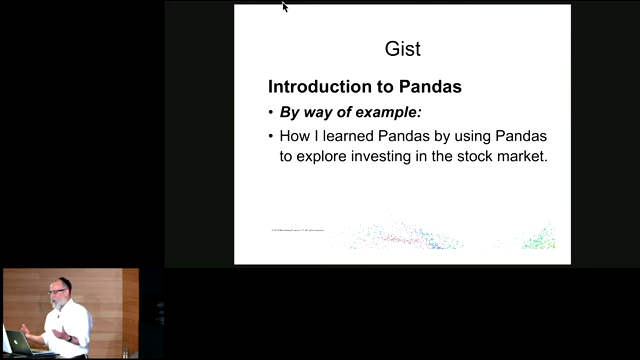 Gist
Introduction to Pandas
• By way of example:
• How I learned Pandas by using Pandas
to explore investing in the stock market.